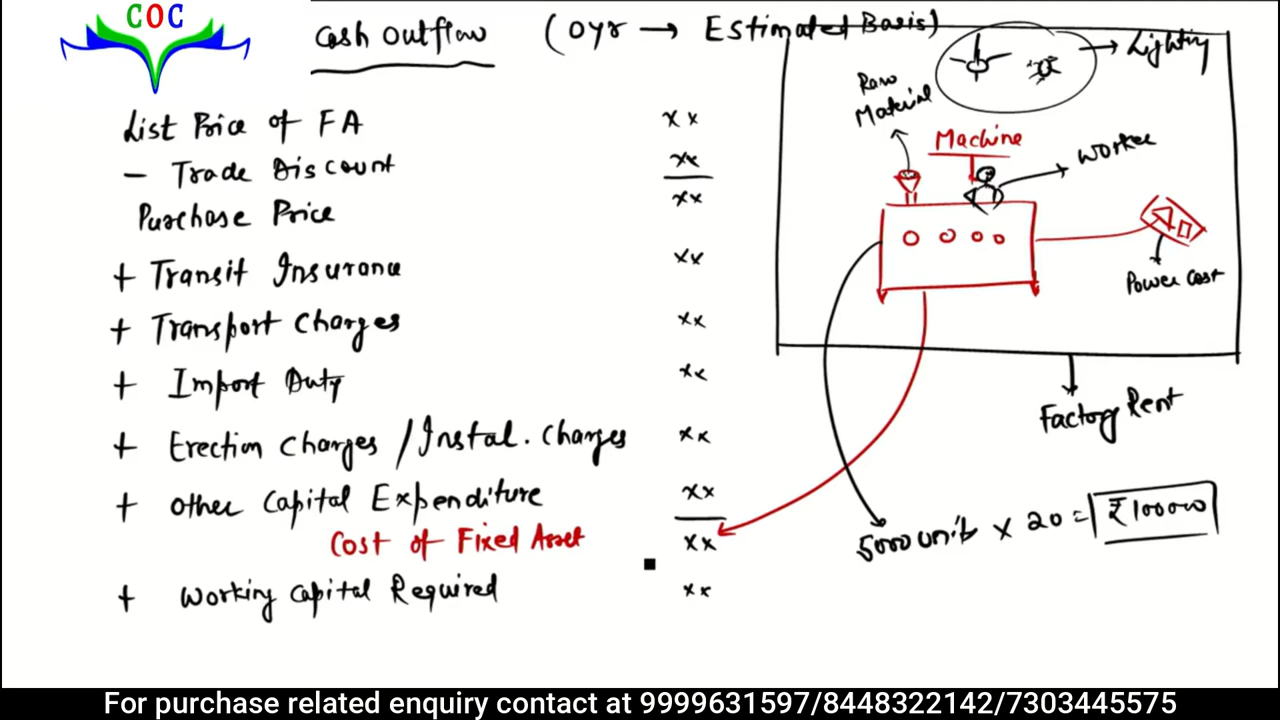 COC
Cash outflow (0yr → Estimated Basis)
List Price of FA xx
- Trade Discount xx
Purchase Price xx
+ Transit Insurance xx
+ Transport Charges xx
+ Import Duty xx
+ Erection Charges / Instal. Charges xx
+ Other Capital Expenditure xx
Cost of Fixed Asset xx
+ Working Capital Required xx
→ Lighting
Raw
Material
Machine
Worker
Power Cost
Factory Rent
5000 units x 20 = ₹100000
For purchase related enquiry contact at 9999631597/8448322142/7303445575